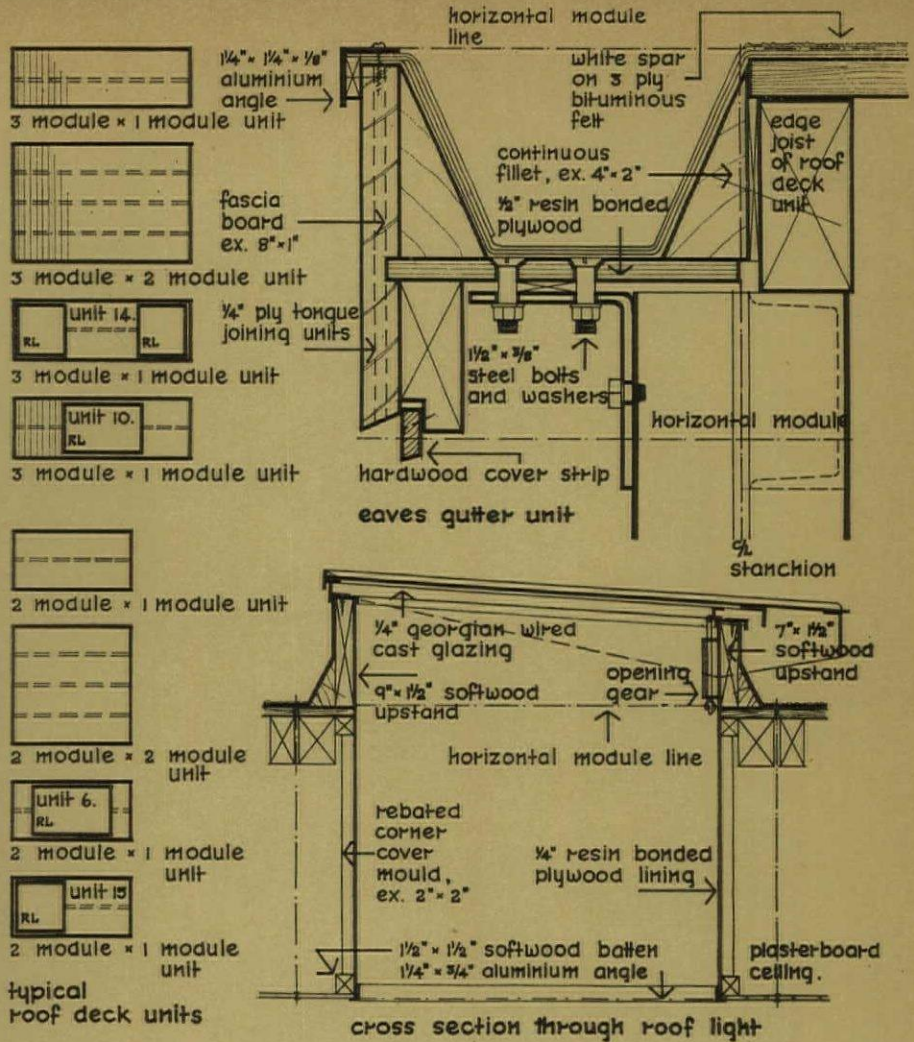 3 module × 1 module unit
3 module × 2 module unit
unit 14.
RL
RL
3 module × 1 module unit
unit 10.
RL
3 module × 1 module unit
2 module × 1 module unit
2 module × 2 module
unit
unit 6.
RL
2 module × 1 module
unit
unit 15
RL
2 module × 1 module
unit
typical
roof deck units
horizontal module
line
1¼" × 1¼" × 1/8"
aluminium
angle
white spar
on 3 ply
bituminous
felt
edge
joist
of roof
deck
unit
continuous
fillet, ex. 4" × 2"
½" resin bonded
plywood
fascia
board
ex. 8" × 1"
¼" ply tongue
joining units
1½" × 3/8"
steel bolts
and washers
horizontal module
hardwood cover strip
eaves gutter unit
C/L
stanchion
¼" georgian wired
cast glazing
9" × 1½" softwood
upstand
opening
gear
7" × 1½"
softwood
upstand
horizontal module line
rebated
corner
cover
mould,
ex. 2" × 2"
¼" resin bonded
plywood lining
1½" × 1½" softwood batten
1¼" × ¾" aluminium angle
plasterboard
ceiling.
cross section through roof light